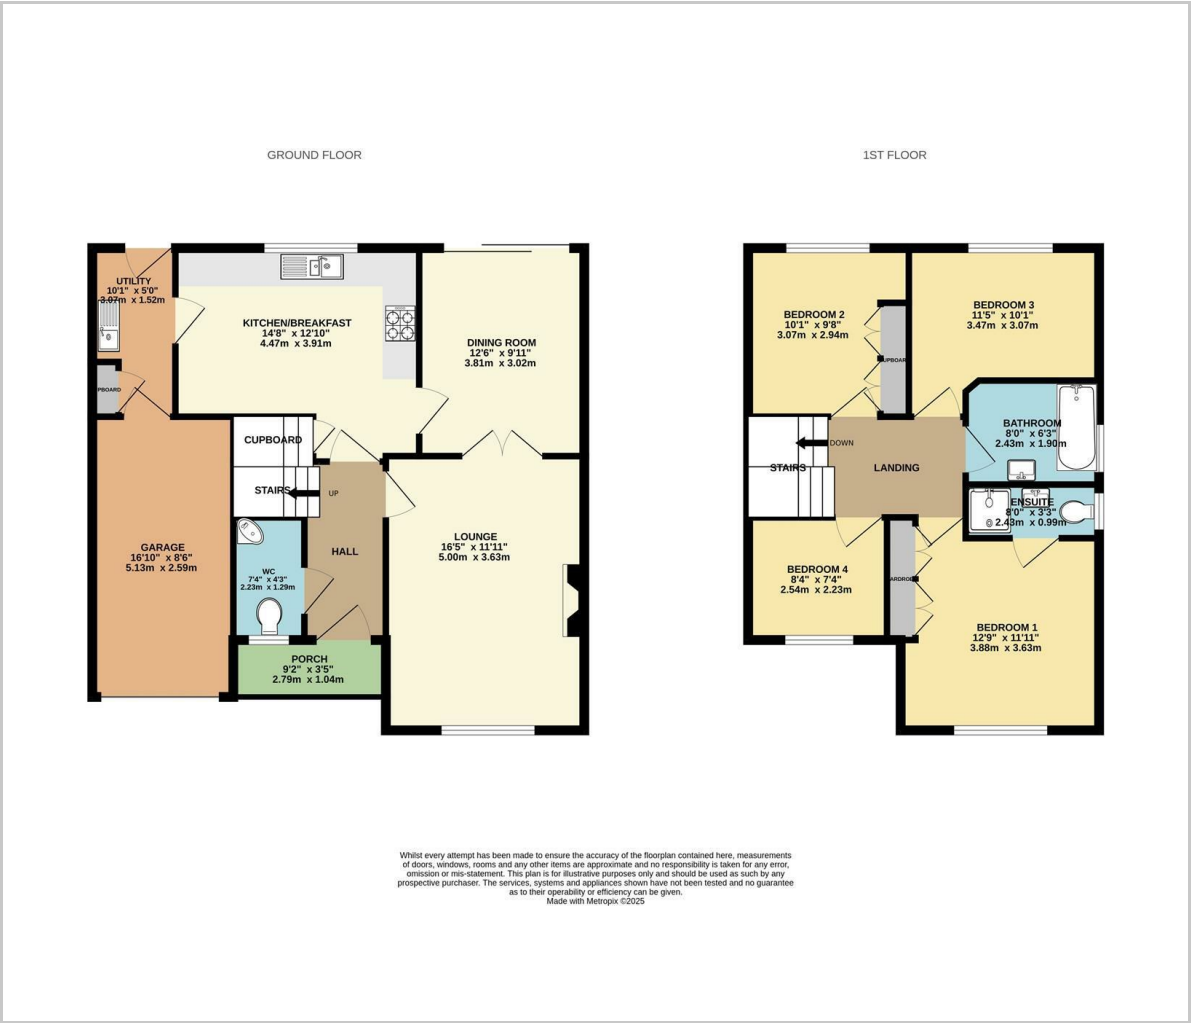 GROUND FLOOR
UTILITY
10'1" x 5'0"
3.07m x 1.52m
KITCHEN/BREAKFAST
14'8" x 12'10"
4.47m x 3.91m
DINING ROOM
12'6" x 9'11"
3.81m x 3.02m
PBOARD
CUPBOARD
STAIRS
UP
HALL
LOUNGE
16'5" x 11'11"
5.00m x 3.63m
GARAGE
16'10" x 8'6"
5.13m x 2.59m
WC
7'4" x 4'3"
2.23m x 1.29m
PORCH
9'2" x 3'5"
2.79m x 1.04m
1ST FLOOR
BEDROOM 2
10'1" x 9'8"
3.07m x 2.94m
UPBOAR
BEDROOM 3
11'5" x 10'1"
3.47m x 3.07m
BATHROOM
8'0" x 6'3"
2.43m x 1.90m
DOWN
STAIRS
LANDING
ENSUITE
8'0" x 3'3"
2.43m x 0.99m
BEDROOM 4
8'4" x 7'4"
2.54m x 2.23m
ARDROB
BEDROOM 1
12'9" x 11'11"
3.88m x 3.63m
Whilst every attempt has been made to ensure the accuracy of the floorplan contained here, measurements
of doors, windows, rooms and any other items are approximate and no responsibility is taken for any error,
omission or mis-statement. This plan is for illustrative purposes only and should be used as such by any
prospective purchaser. The services, systems and appliances shown have not been tested and no guarantee
as to their operability or efficiency can be given.
Made with Metropix ©2025